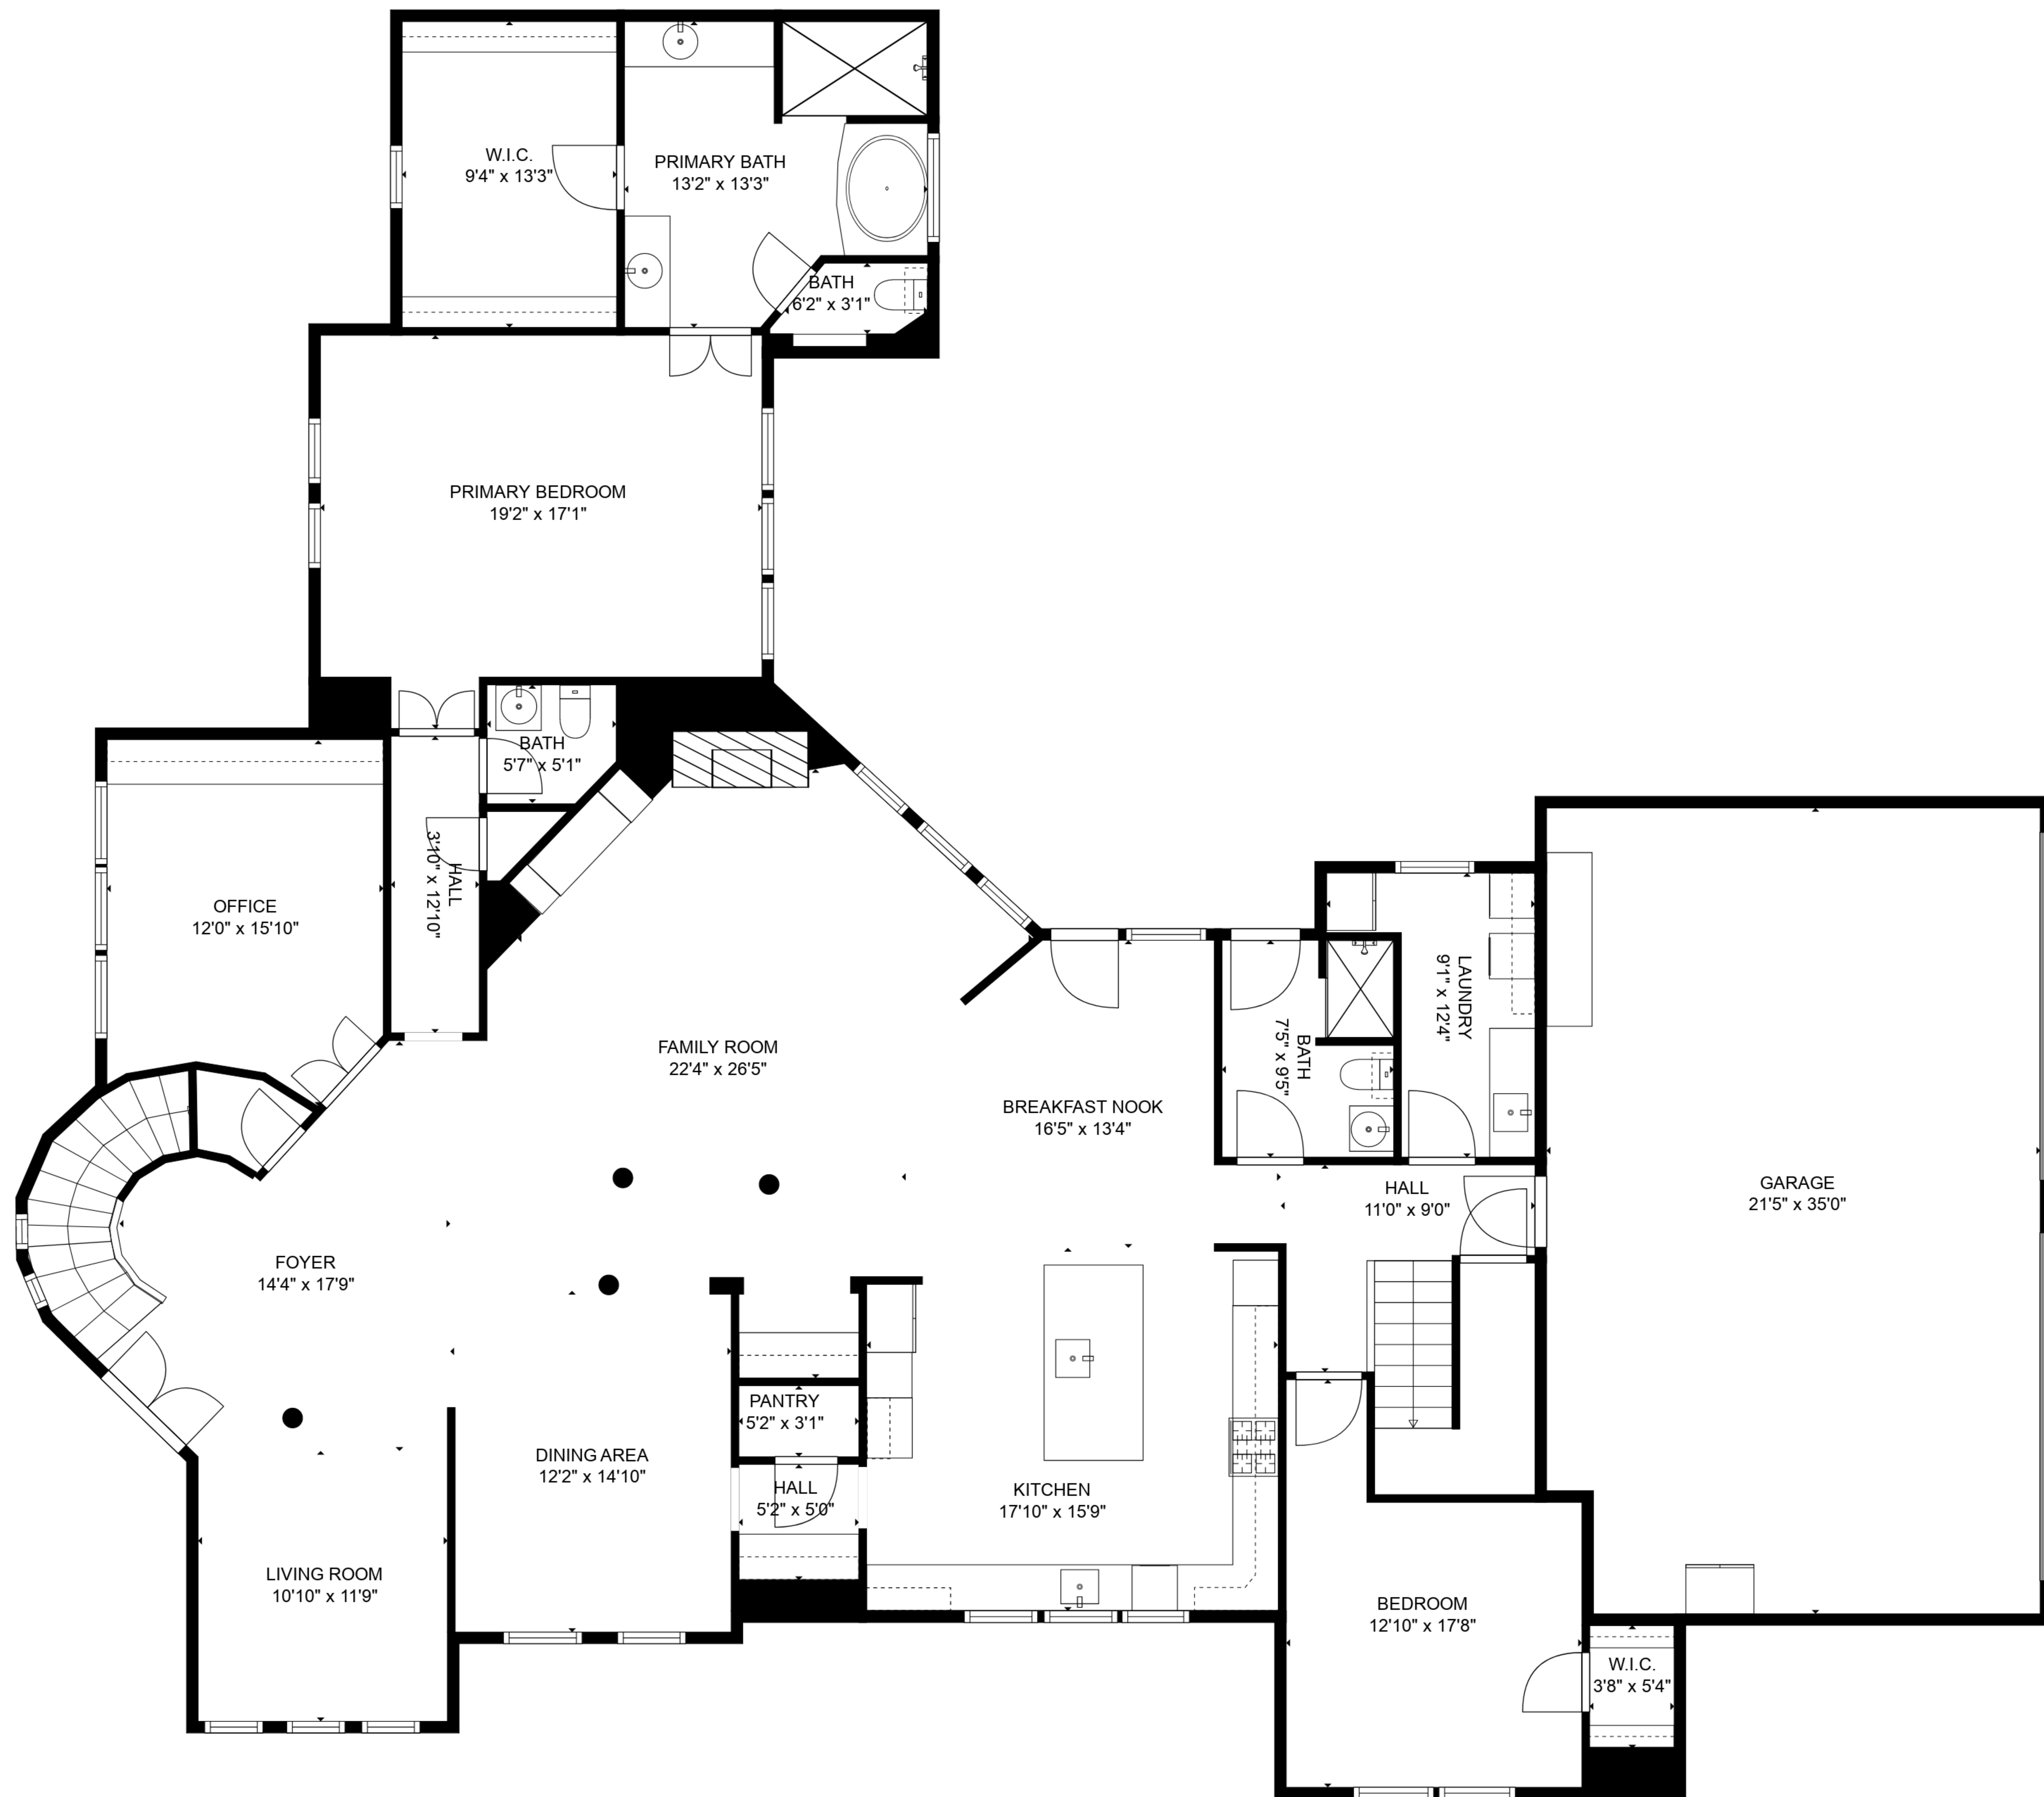 W.I.C.
9'4" x 13'3"
PRIMARY BATH
13'2" x 13'3"
BATH
6'2" x 3'1"
PRIMARY BEDROOM
19'2" x 17'1"
BATH
5'7" x 5'1"
HALL
3'10" x 12'10"
OFFICE
12'0" x 15'10"
FAMILY ROOM
22'4" x 26'5"
BREAKFAST NOOK
16'5" x 13'4"
BATH
7'5" x 9'5"
LAUNDRY
9'1" x 12'4"
HALL
11'0" x 9'0"
GARAGE
21'5" x 35'0"
FOYER
14'4" x 17'9"
PANTRY
5'2" x 3'1"
DINING AREA
12'2" x 14'10"
HALL
5'2" x 5'0"
KITCHEN
17'10" x 15'9"
LIVING ROOM
10'10" x 11'9"
BEDROOM
12'10" x 17'8"
W.I.C.
3'8" x 5'4"